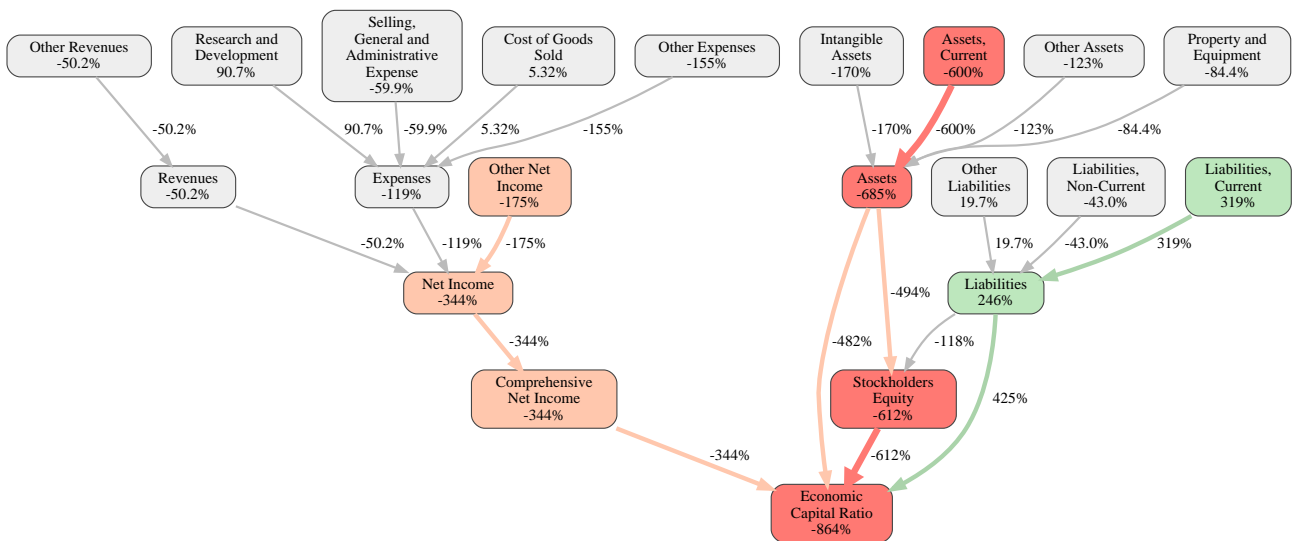 Other Revenues
-50.2%
Research and
Development
90.7%
Selling,
General and
Administrative
Expense
-59.9%
Cost of Goods
Sold
5.32%
Other Expenses
-155%
Intangible
Assets
-170%
Assets,
Current
-600%
Other Assets
-123%
Property and
Equipment
-84.4%
-50.2%
90.7%
-59.9%
5.32%
-155%
-170%
-600%
-123%
-84.4%
Revenues
-50.2%
Expenses
-119%
Other Net
Income
-175%
Assets
-685%
Other
Liabilities
19.7%
Liabilities,
Non-Current
-43.0%
Liabilities,
Current
319%
-50.2%
-119%
-175%
19.7%
-43.0%
319%
Net Income
-344%
-494%
Liabilities
246%
-344%
-482%
-118%
Comprehensive
Net Income
-344%
Stockholders
Equity
-612%
425%
-344%
-612%
Economic
Capital Ratio
-864%